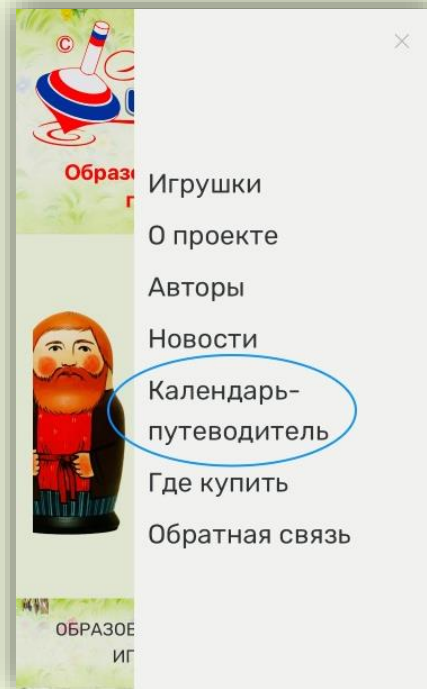 ©
Образо
Игрушки
О проекте
Авторы
Новости
Календарь-
путеводитель
Где купить
Обратная связь
ОБРАЗОВ
ИГ